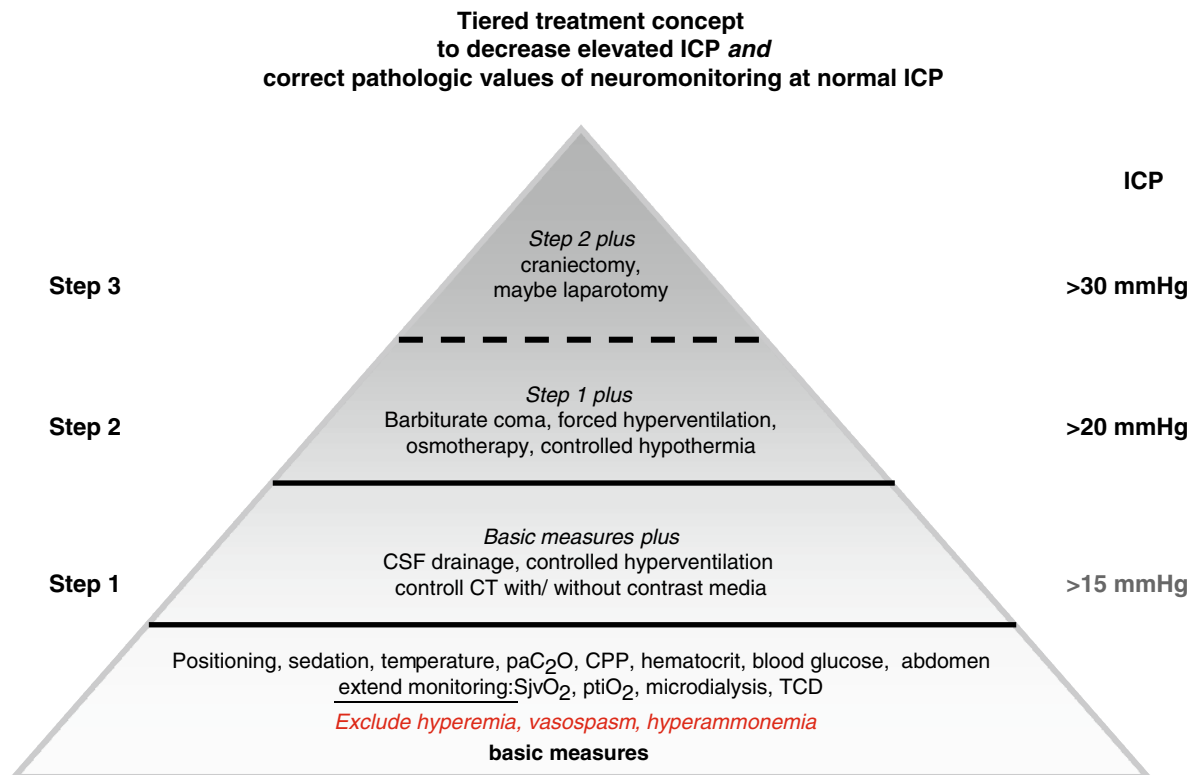 Tiered treatment concept
to decrease elevated ICP and
correct pathologic values of neuromonitoring at normal ICP
ICP
Step 3
Step 2 plus
craniectomy,
maybe laparotomy
>30 mmHg
Step 2
Step 1 plus
Barbiturate coma, forced hyperventilation,
osmotherapy, controlled hypothermia
>20 mmHg
Step 1
Basic measures plus
CSF drainage, controlled hyperventilation
controll CT with/ without contrast media
>15 mmHg
Positioning, sedation, temperature, paC₂O, CPP, hematocrit, blood glucose, abdomen
extend monitoring:SjvO₂, ptiO₂, microdialysis, TCD
Exclude hyperemia, vasospasm, hyperammonemia
basic measures